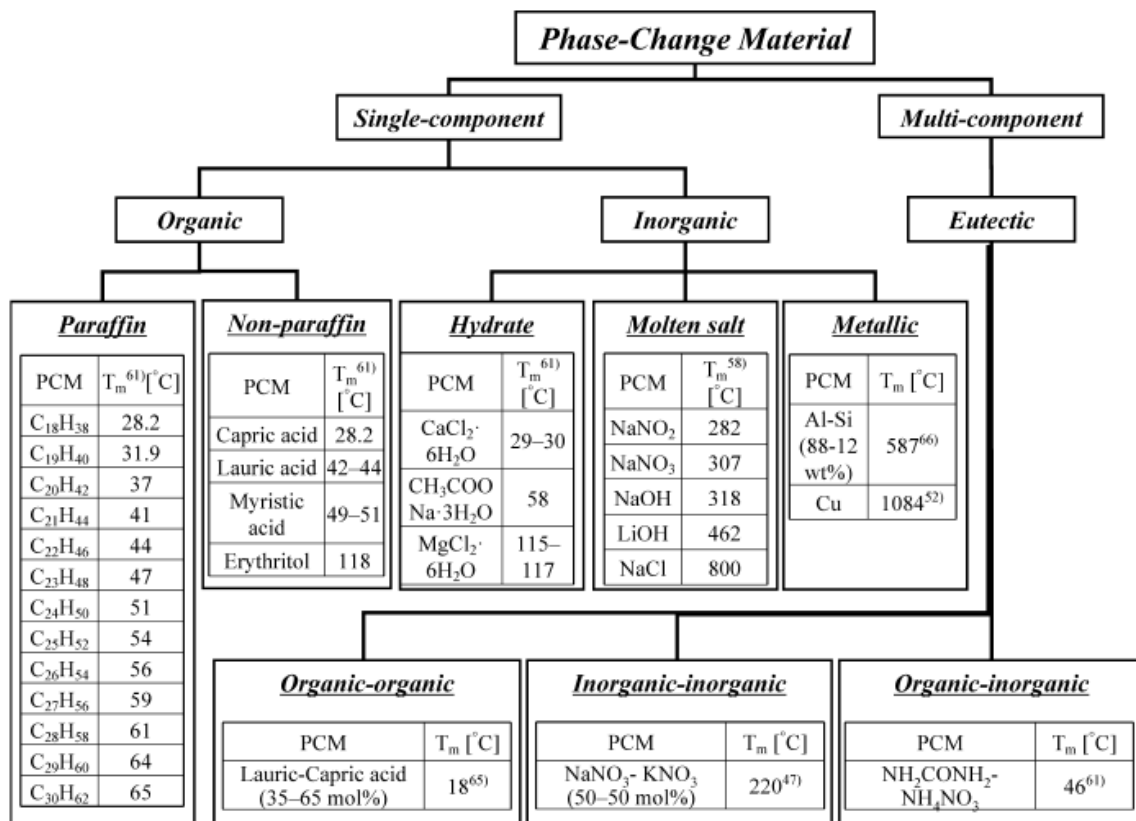 Phase-Change Material
Single-component
Multi-component
Organic
Inorganic
Eutectic
Paraffin
PCM Tₘ⁶¹⁾[°C]
C₁₈H₃₈ 28.2
C₁₉H₄₀ 31.9
C₂₀H₄₂ 37
C₂₁H₄₄ 41
C₂₂H₄₆ 44
C₂₃H₄₈ 47
C₂₄H₅₀ 51
C₂₅H₅₂ 54
C₂₆H₅₄ 56
C₂₇H₅₆ 59
C₂₈H₅₈ 61
C₂₉H₆₀ 64
C₃₀H₆₂ 65
Non-paraffin
PCM Tₘ⁶¹⁾
[°C]
Capric acid 28.2
Lauric acid 42–44
Myristic
acid 49–51
Erythritol 118
Hydrate
PCM Tₘ⁶¹⁾
[°C]
CaCl₂·
6H₂O 29–30
CH₃COO
Na·3H₂O 58
MgCl₂· 115–
6H₂O 117
Molten salt
PCM Tₘ⁵⁸⁾
[°C]
NaNO₂ 282
NaNO₃ 307
NaOH 318
LiOH 462
NaCl 800
Metallic
PCM Tₘ [°C]
Al-Si
(88-12 587⁶⁶⁾
wt%)
Cu 1084⁵²⁾
Organic-organic
PCM Tₘ [°C]
Lauric-Capric acid
(35–65 mol%) 18⁶⁵⁾
Inorganic-inorganic
PCM Tₘ [°C]
NaNO₃- KNO₃
(50–50 mol%) 220⁴⁷⁾
Organic-inorganic
PCM Tₘ [°C]
NH₂CONH₂-
NH₄NO₃ 46⁶¹⁾